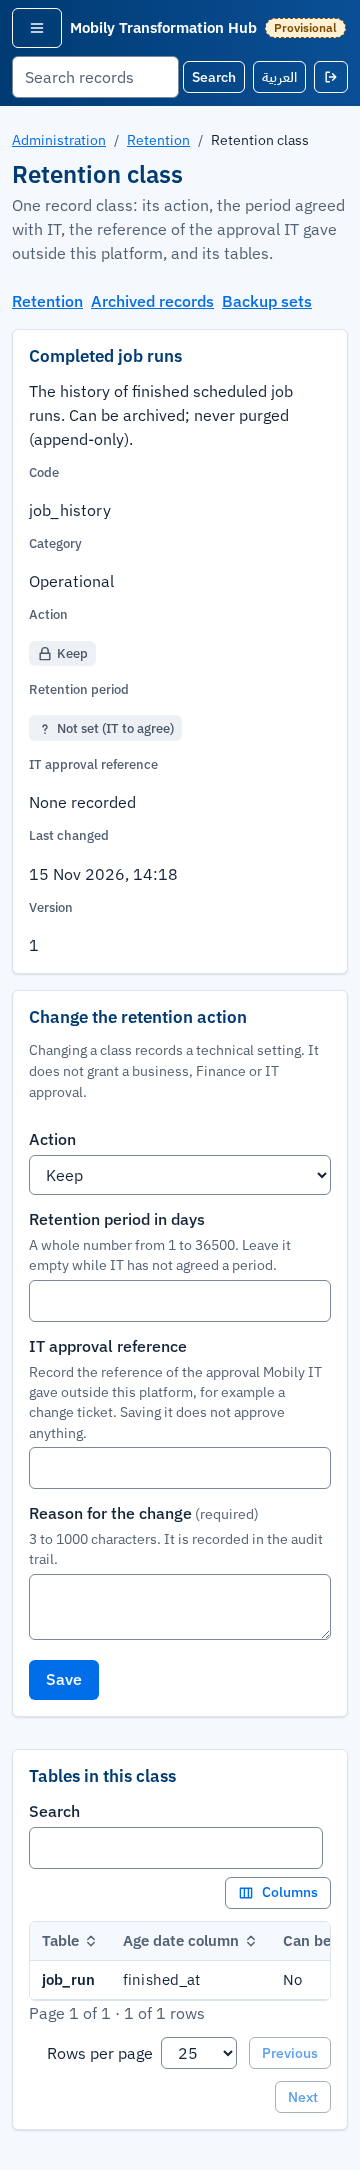 Mobily Transformation Hub Provisional
Search records Search العربية
Administration / Retention / Retention class
Retention class
One record class: its action, the period agreed
with IT, the reference of the approval IT gave
outside this platform, and its tables.
Retention Archived records Backup sets
Completed job runs
The history of finished scheduled job
runs. Can be archived; never purged
(append-only).
Code
job_history
Category
Operational
Action
Keep
Retention period
? Not set (IT to agree)
IT approval reference
None recorded
Last changed
15 Nov 2026, 14:18
Version
1
Change the retention action
Changing a class records a technical setting. It
does not grant a business, Finance or IT
approval.
Action
Keep
Retention period in days
A whole number from 1 to 36500. Leave it
empty while IT has not agreed a period.
IT approval reference
Record the reference of the approval Mobily IT
gave outside this platform, for example a
change ticket. Saving it does not approve
anything.
Reason for the change (required)
3 to 1000 characters. It is recorded in the audit
trail.
Save
Tables in this class
Search
Columns
Table Age date column Can be
job_run finished_at No
Page 1 of 1 · 1 of 1 rows
Rows per page 25 Previous
Next